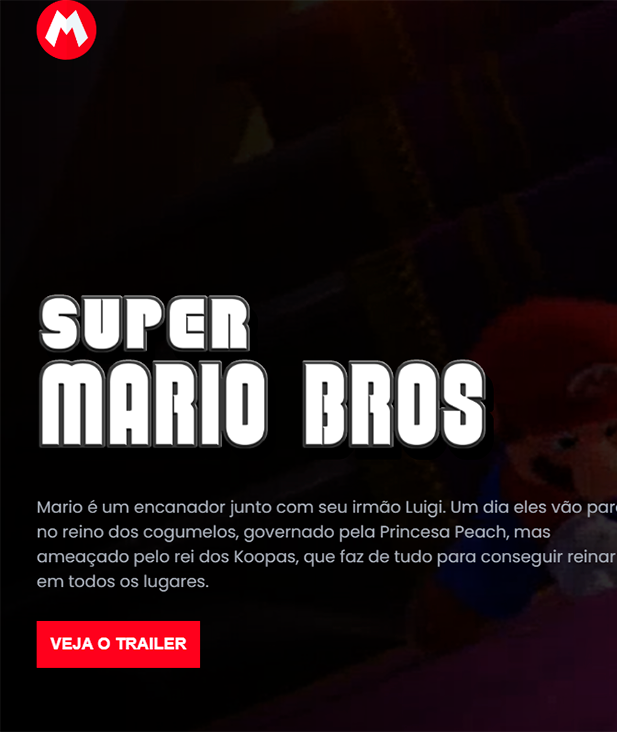 M
SUPER
MARIO BROS
Mario é um encanador junto com seu irmão Luigi. Um dia eles vão
no reino dos cogumelos, governado pela Princesa Peach, mas
ameaçado pelo rei dos Koopas, que faz de tudo para conseguir reinar
em todos os lugares.
VEJA O TRAILER